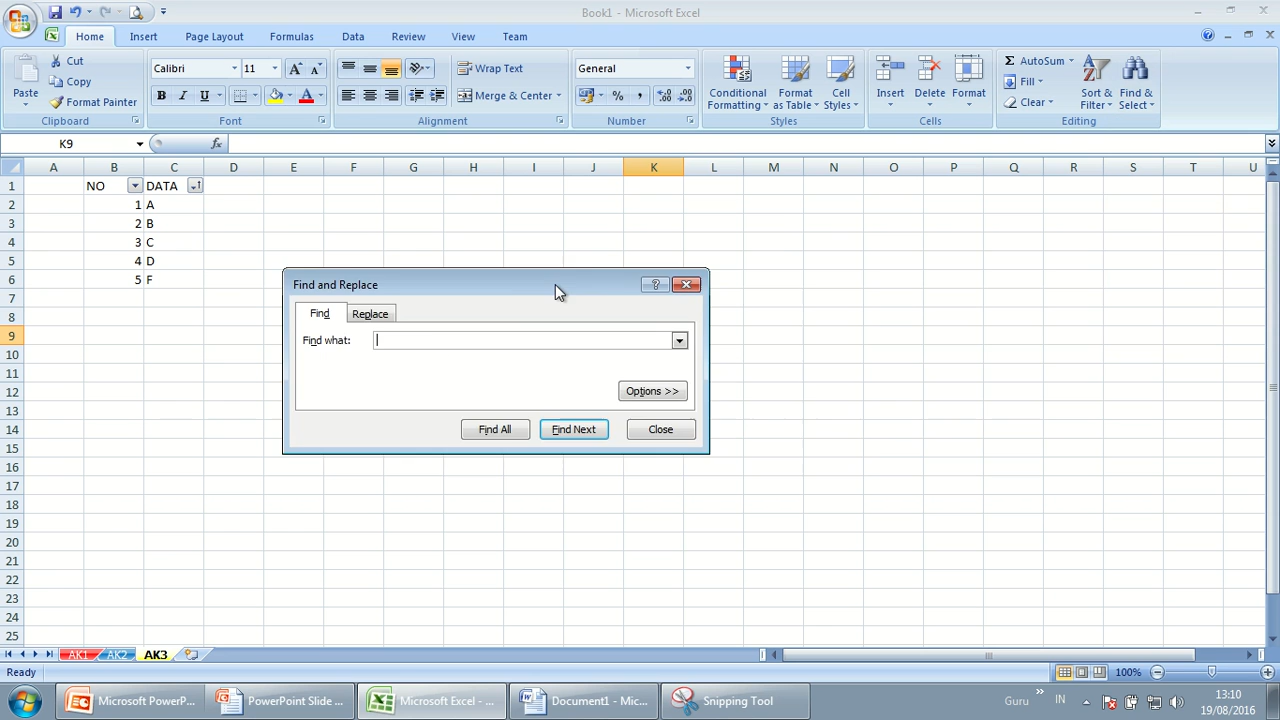 Book1 - Microsoft Excel
Home Insert Page Layout Formulas Data Review View Team
Paste
Cut
Copy
Format Painter
Clipboard
Calibri 11
B I U
Font
Wrap Text
Merge & Center
Alignment
General
Number
Conditional Formatting
Format as Table
Cell Styles
Styles
Insert Delete Format
Cells
Σ AutoSum
Fill
Clear
Sort & Filter
Find & Select
Editing
K9
fx
A B C D E F G H I J K L M N O P Q R S T U
1 NO DATA
2 1 A
3 2 B
4 3 C
5 4 D
6 5 F
7
8
9
10
11
12
13
14
15
16
17
18
19
20
21
22
23
24
25
Find and Replace
Find Replace
Find what:
Options >>
Find All Find Next Close
AK1 AK2 AK3
Ready
100%
Microsoft PowerP...
PowerPoint Slide ...
Microsoft Excel - ...
Document1 - Mic...
Snipping Tool
Guru
IN
13:10
19/08/2016